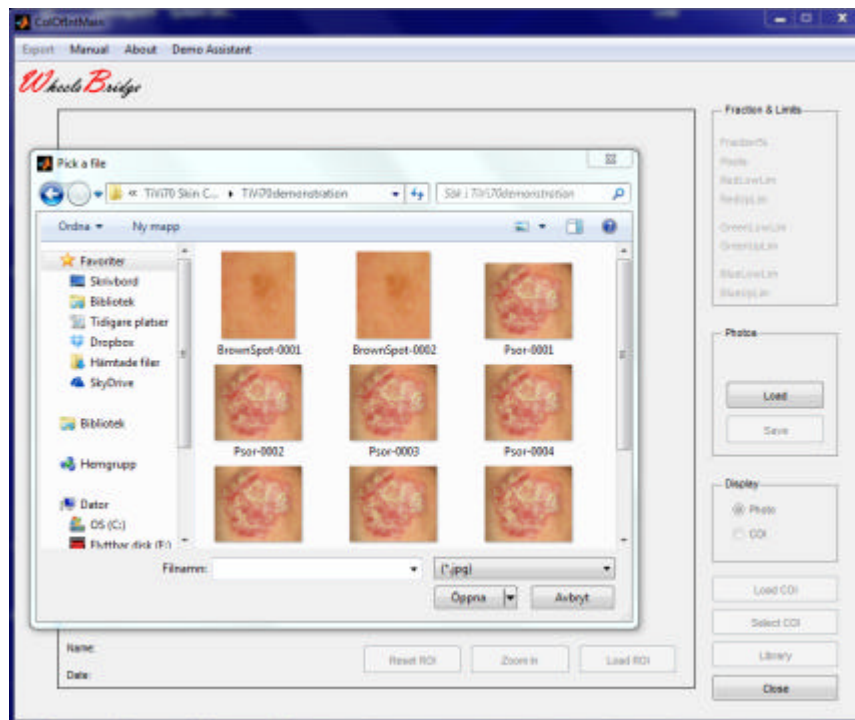 ColOfIntMain
Export Manual About Demo Assistant
WheelsBridge
Pick a file
« TiVi70 Skin C... TiVi70demonstration
Sök i TiVi70demonstration
Ordna Ny mapp
Favoriter
Skrivbord
Bibliotek
Tidigare platser
Dropbox
Hämtade filer
SkyDrive
Bibliotek
Hemgrupp
Dator
OS (C:)
Flyttbar disk (F:)
BrownSpot-0001 BrownSpot-0002 Psor-0001
Psor-0002 Psor-0003 Psor-0004
Filnamn: (*.jpg)
Öppna Avbryt
Name:
Date:
Reset ROI Zoom in Load ROI
Fraction & Limits
Fraction%
RedLowLim
RedUpLim
GreenLowLim
GreenUpLim
BlueLowLim
BlueUpLim
Photos
Load
Save
Display
Photo
COI
Load COI
Select COI
Library
Close